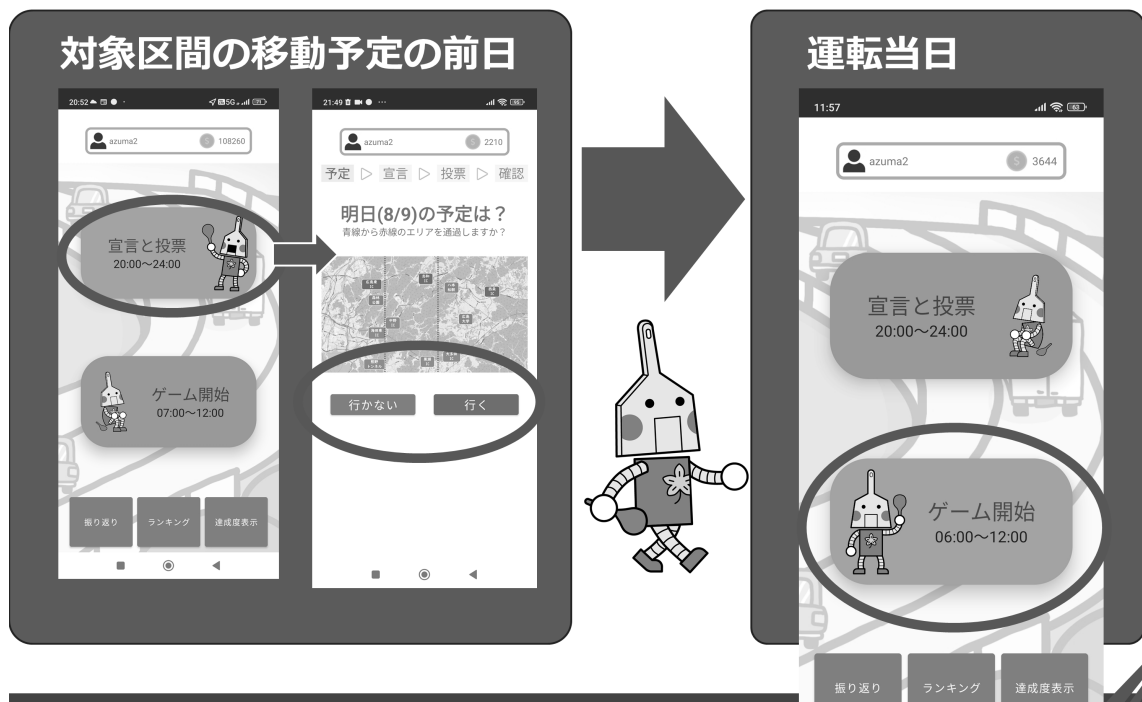 対象区間の移動予定の前日
20:52
5G
71
azuma2
108260
宣言と投票
20:00～24:00
ゲーム開始
07:00～12:00
振り返り
ランキング
達成度表示
21:49
azuma2
2210
予定 ▷ 宣言 ▷ 投票 ▷ 確認
明日(8/9)の予定は？
青線から赤線のエリアを通過しますか？
行かない
行く
運転当日
11:57
63
azuma2
3644
宣言と投票
20:00～24:00
ゲーム開始
06:00～12:00
振り返り
ランキング
達成度表示